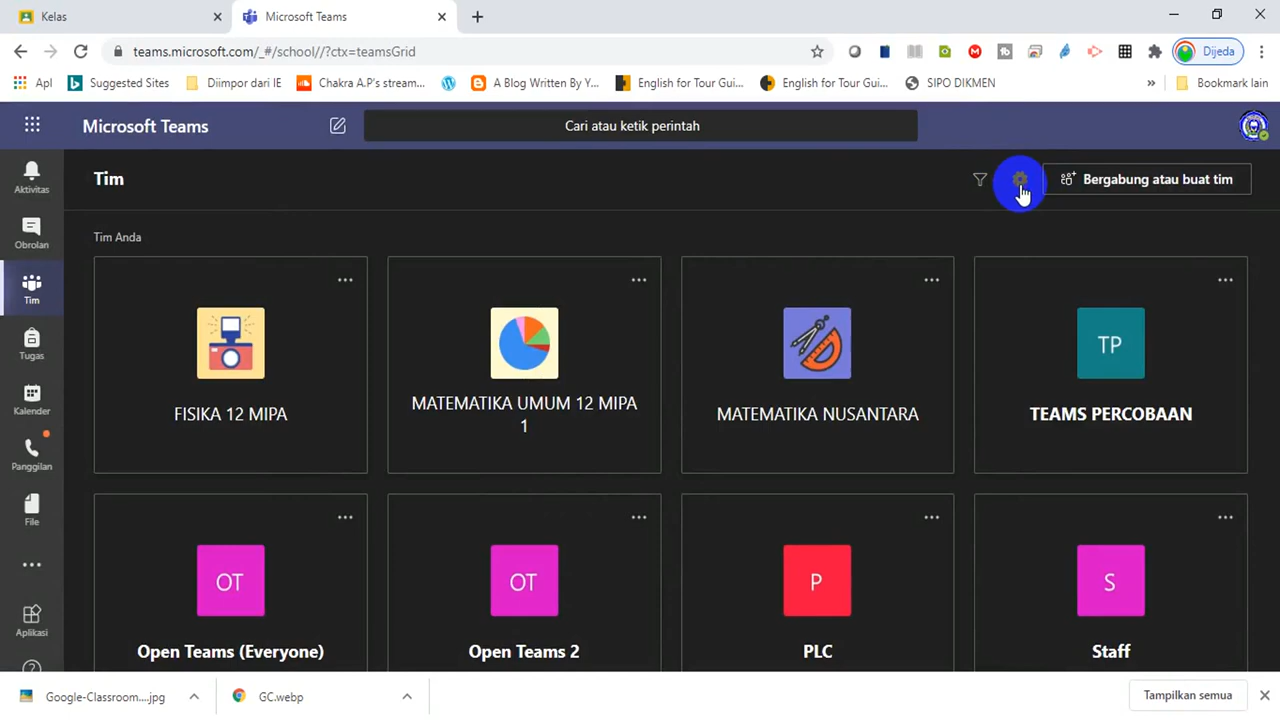 Kelas
Microsoft Teams
teams.microsoft.com/_#/school//?ctx=teamsGrid
Dijeda
Apl
Suggested Sites
Diimpor dari IE
Chakra A.P's stream...
A Blog Written By Y...
English for Tour Gui...
English for Tour Gui...
SIPO DIKMEN
»
Bookmark lain
Microsoft Teams
Cari atau ketik perintah
Aktivitas
Obrolan
Tim
Tugas
Kalender
Panggilan
File
Aplikasi
Tim
Bergabung atau buat tim
Tim Anda
FISIKA 12 MIPA
MATEMATIKA UMUM 12 MIPA
1
MATEMATIKA NUSANTARA
TP
TEAMS PERCOBAAN
OT
Open Teams (Everyone)
OT
Open Teams 2
P
PLC
S
Staff
Google-Classroom....jpg
GC.webp
Tampilkan semua